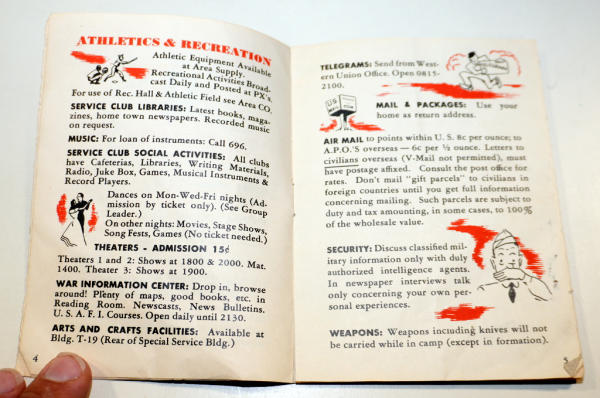 ATHLETICS & RECREATION
Athletic Equipment Available
at Area Supply.
Recreational Activities Broad-
cast Daily and Posted at PX's.
For use of Rec. Hall & Athletic Field see Area CO.
SERVICE CLUB LIBRARIES: Latest books, maga-
zines, home town newspapers. Recorded music
on request.
MUSIC: For loan of instruments: Call 696.
SERVICE CLUB SOCIAL ACTIVITIES: All clubs
have Cafeterias, Libraries, Writing Materials,
Radio, Juke Box, Games, Musical Instruments &
Record Players.
Dances on Mon-Wed-Fri nights (Ad-
mission by ticket only). (See Group
Leader.)
On other nights: Movies, Stage Shows,
Song Fests, Games (No ticket needed.)
THEATERS - ADMISSION 15¢
Theaters 1 and 2: Shows at 1800 & 2000. Mat.
1400. Theater 3: Shows at 1900.
WAR INFORMATION CENTER: Drop in, browse
around! Plenty of maps, good books, etc. in
Reading Room. Newscasts, News Bulletins.
U. S. A. F. I. Courses. Open daily until 2130.
ARTS AND CRAFTS FACILITIES: Available at
Bldg. T-19 (Rear of Special Service Bldg.)
4
TELEGRAMS: Send from West-
ern Union Office. Open 0815-
2100.
U.S.
MAIL
MAIL & PACKAGES: Use your
home as return address.
AIR MAIL to points within U. S. 8c per ounce; to
A.P.O.'S overseas — 6c per ½ ounce. Letters to
civilians overseas (V-Mail not permitted), must
have postage affixed. Consult the post office for
rates. Don't mail "gift parcels" to civilians in
foreign countries until you get full information
concerning mailing. Such parcels are subject to
duty and tax amounting, in some cases, to 100%
of the wholesale value.
SECURITY: Discuss classified mil-
itary information only with duly
authorized intelligence agents.
In newspaper interviews talk
only concerning your own per-
sonal experiences.
WEAPONS: Weapons including knives will not
be carried while in camp (except in formation).
5